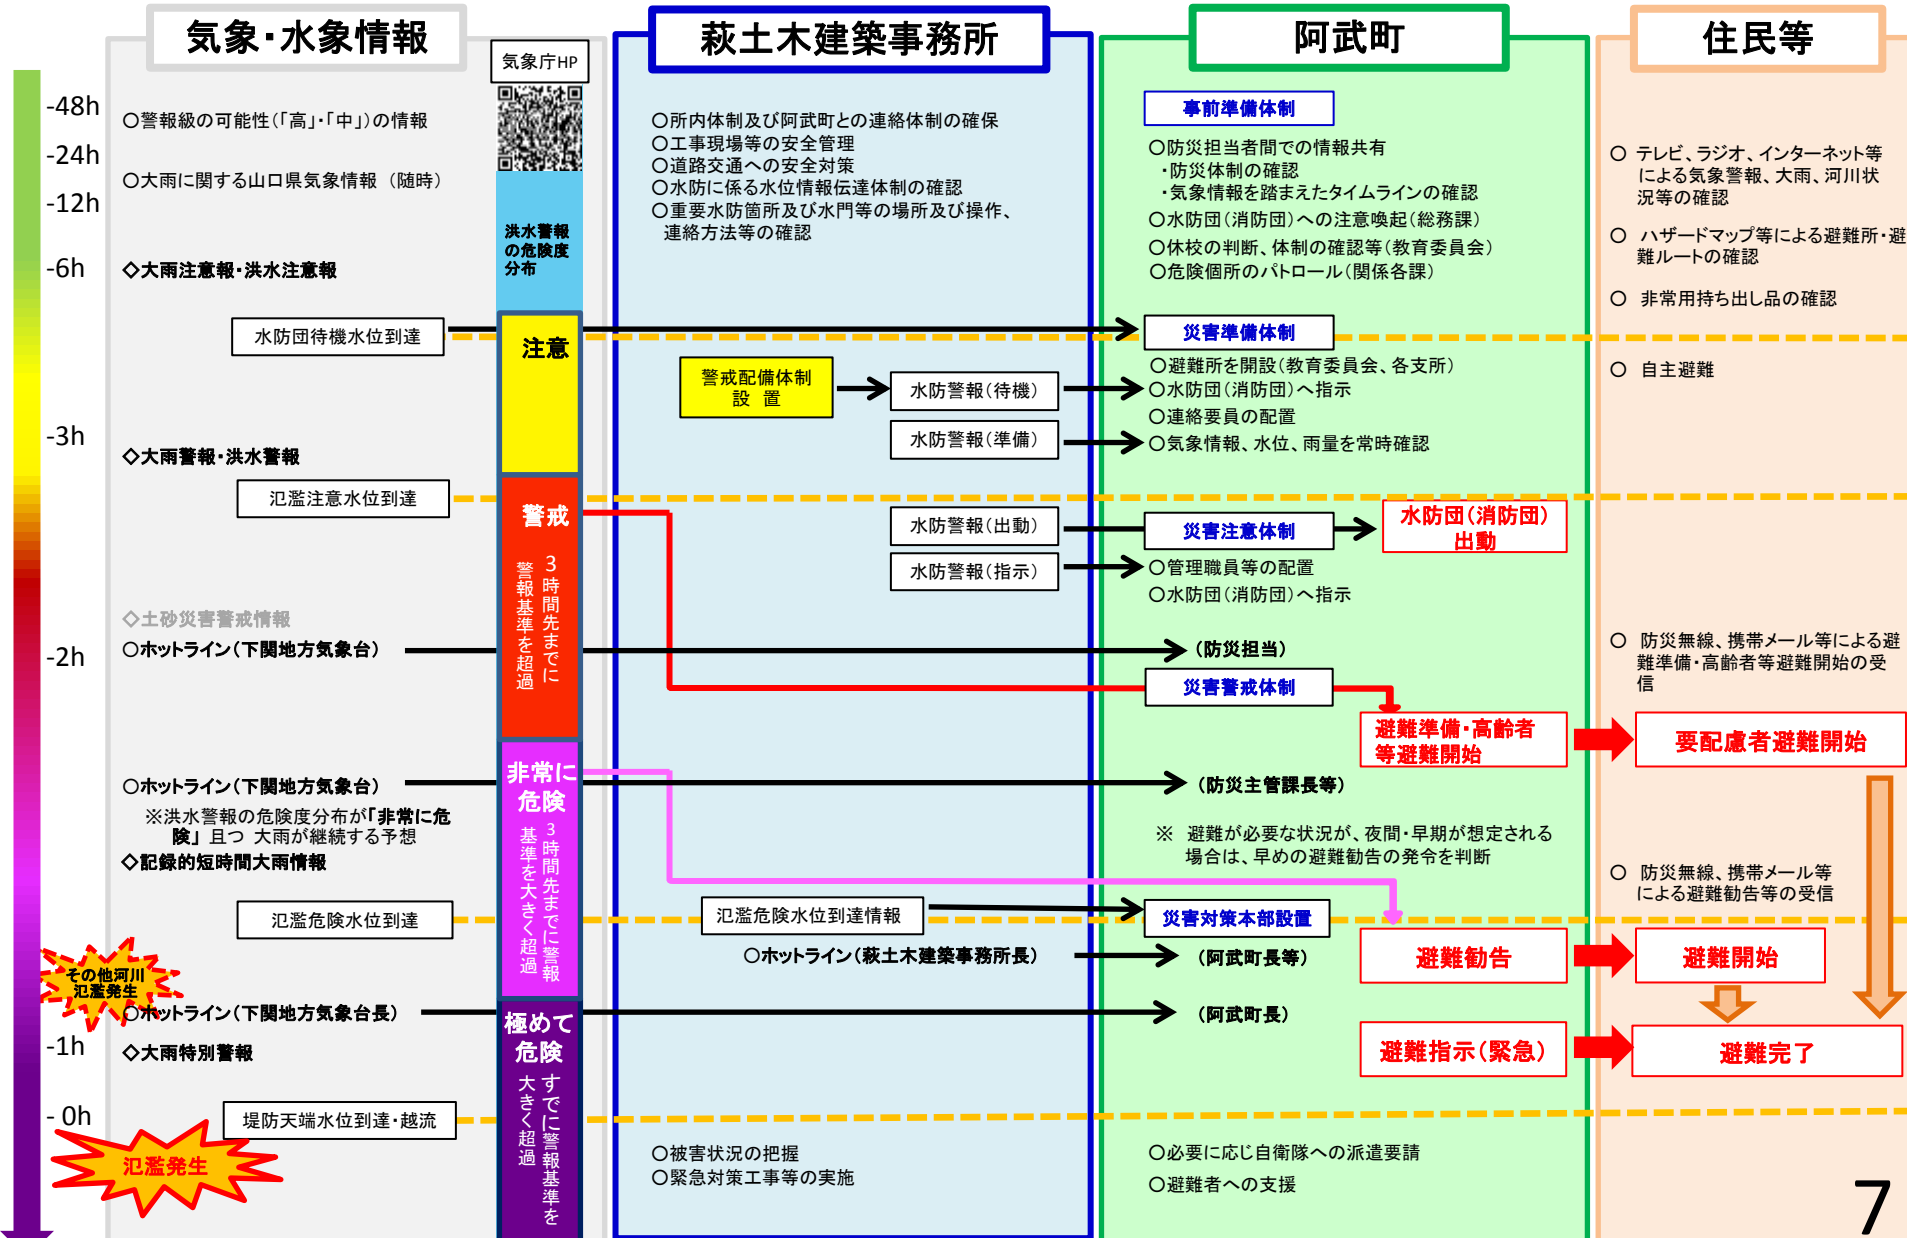 気象・水象情報
萩土木建築事務所
阿武町
住民等
気象庁HP
-48h
-24h
-12h
-6h
-3h
-2h
-1h
- 0h
〇警報級の可能性(「高」・「中」)の情報
〇大雨に関する山口県気象情報 (随時)
◇大雨注意報・洪水注意報
水防団待機水位到達
◇大雨警報・洪水警報
氾濫注意水位到達
◇土砂災害警戒情報
〇ホットライン(下関地方気象台)
〇ホットライン(下関地方気象台)
※洪水警報の危険度分布が「非常に危
険」 且つ 大雨が継続する予想
◇記録的短時間大雨情報
氾濫危険水位到達
その他河川
氾濫発生
〇ホットライン(下関地方気象台長)
◇大雨特別警報
堤防天端水位到達・越流
氾濫発生
洪水警報
の危険度
分布
注意
警戒
3時間先までに
警報基準を超過
非常に
危険
3時間先までに警報
基準を大きく超過
極めて
危険
すでに警報基準を
大きく超過
〇所内体制及び阿武町との連絡体制の確保
〇工事現場等の安全管理
〇道路交通への安全対策
〇水防に係る水位情報伝達体制の確認
〇重要水防箇所及び水門等の場所及び操作、
連絡方法等の確認
警戒配備体制
設 置
水防警報(待機)
水防警報(準備)
水防警報(出動)
水防警報(指示)
氾濫危険水位到達情報
〇ホットライン(萩土木建築事務所長)
〇被害状況の把握
〇緊急対策工事等の実施
事前準備体制
〇防災担当者間での情報共有
・防災体制の確認
・気象情報を踏まえたタイムラインの確認
〇水防団(消防団)への注意喚起(総務課)
〇休校の判断、体制の確認等(教育委員会)
〇危険個所のパトロール(関係各課)
災害準備体制
〇避難所を開設(教育委員会、各支所)
〇水防団(消防団)へ指示
〇連絡要員の配置
〇気象情報、水位、雨量を常時確認
災害注意体制
水防団(消防団)
出動
〇管理職員等の配置
〇水防団(消防団)へ指示
(防災担当)
災害警戒体制
避難準備・高齢者
等避難開始
(防災主管課長等)
※ 避難が必要な状況が、夜間・早期が想定される
場合は、早めの避難勧告の発令を判断
災害対策本部設置
(阿武町長等)
避難勧告
(阿武町長)
避難指示(緊急)
〇必要に応じ自衛隊への派遣要請
〇避難者への支援
〇 テレビ、ラジオ、インターネット等
による気象警報、大雨、河川状
況等の確認
〇 ハザードマップ等による避難所・避
難ルートの確認
〇 非常用持ち出し品の確認
〇 自主避難
〇 防災無線、携帯メール等による避
難準備・高齢者等避難開始の受
信
要配慮者避難開始
〇 防災無線、携帯メール等
による避難勧告等の受信
避難開始
避難完了
7